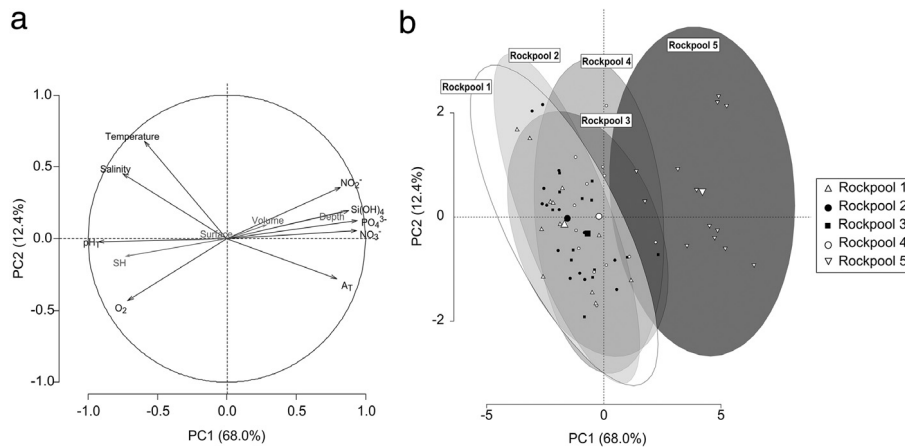 a
PC2 (12.4%)
1.0
0.5
0.0
-0.5
-1.0
Temperature
Salinity
NO2-
Si(OH)4
Volume
Depth
PO43-
NO3-
Surface
pHT
SH
O2
AT
-1.0 -0.5 0.0 0.5 1.0
PC1 (68.0%)
b
PC2 (12.4%)
2
0
-2
Rockpool 1
Rockpool 2
Rockpool 4
Rockpool 5
Rockpool 3
-5 0 5
PC1 (68.0%)
Rockpool 1
Rockpool 2
Rockpool 3
Rockpool 4
Rockpool 5